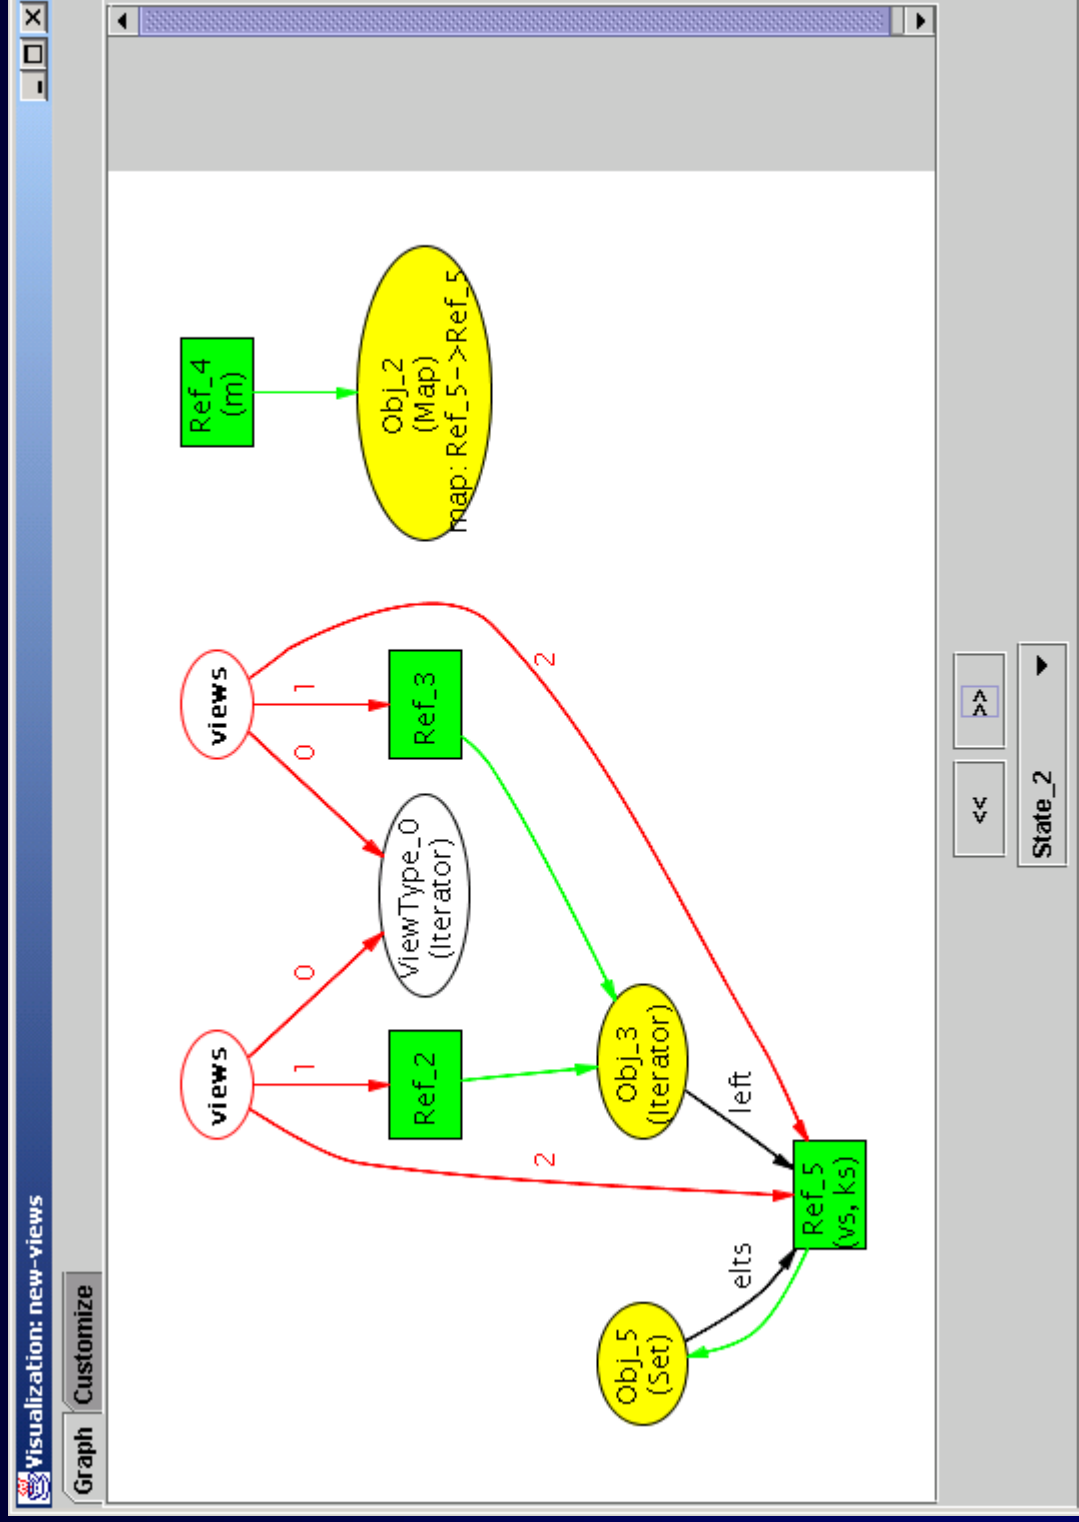 Visualization: new-views
Graph
Customize
views
views
Ref_4
(m)
0
1
2
0
1
2
Ref_2
ViewType_0
(Iterator)
Ref_3
Obj_2
(Map)
map: Ref_5->Ref_5
Obj_5
(Set)
Obj_3
(Iterator)
elts
left
Ref_5
(vs, ks)
<<
>>
State_2